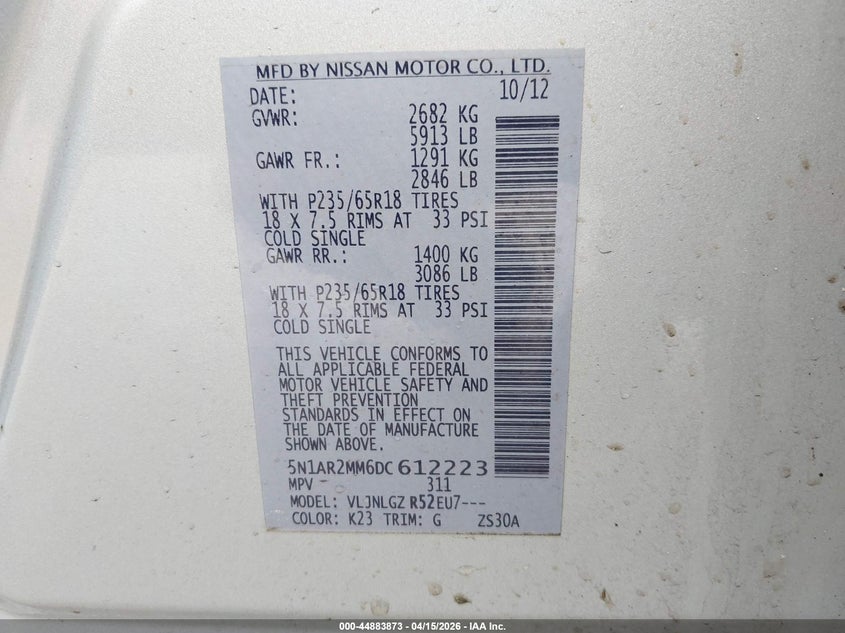 MFD BY NISSAN MOTOR CO., LTD.
DATE: 10/12
GVWR: 2682 KG
5913 LB
GAWR FR.: 1291 KG
2846 LB
WITH P235/65R18 TIRES
18 X 7.5 RIMS AT 33 PSI
COLD SINGLE
GAWR RR.: 1400 KG
3086 LB
WITH P235/65R18 TIRES
18 X 7.5 RIMS AT 33 PSI
COLD SINGLE
THIS VEHICLE CONFORMS TO
ALL APPLICABLE FEDERAL
MOTOR VEHICLE SAFETY AND
THEFT PREVENTION
STANDARDS IN EFFECT ON
THE DATE OF MANUFACTURE
SHOWN ABOVE.
5N1AR2MM6DC612223
MPV 311
MODEL: VLJNLGZ R52EU7---
COLOR: K23 TRIM: G ZS30A
000-44883873 - 04/15/2026 - IAA Inc.